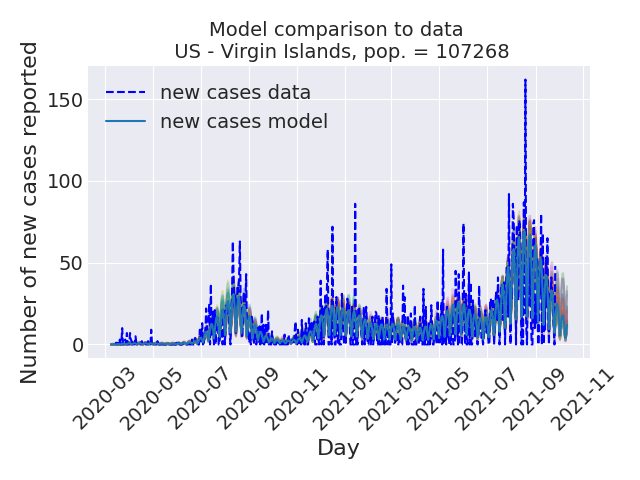 Model comparison to data
US - Virgin Islands, pop. = 107268
Number of new cases reported
150
100
50
0
new cases data
new cases model
2020-03
2020-05
2020-07
2020-09
2020-11
2021-01
2021-03
2021-05
2021-07
2021-09
2021-11
Day